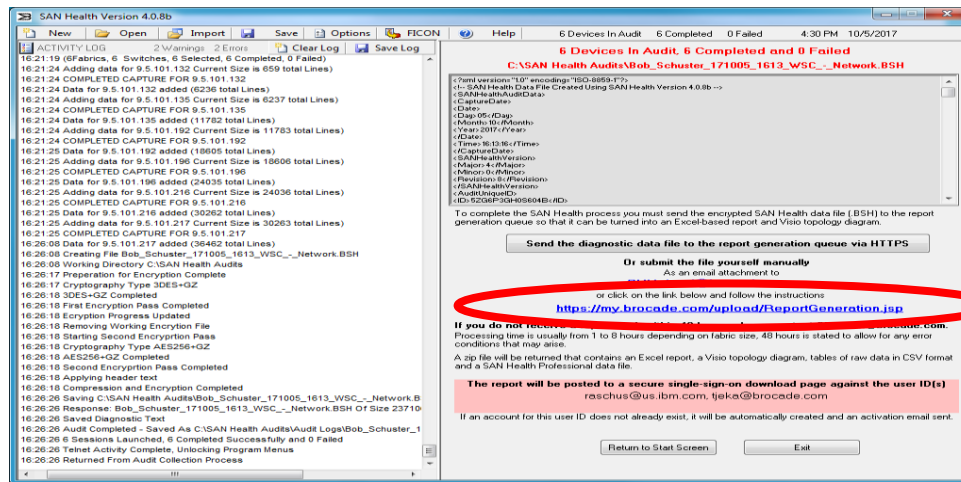 SAN Health Version 4.0.8b
New Open Import Save Options FICON Help 6 Devices In Audit 6 Completed 0 Failed 4:30 PM 10/5/2017
ACTIVITY LOG 2 Warnings 2 Errors Clear Log Save Log
16:21:19 (6Fabrics, 6 Switches, 6 Selected, 6 Completed, 0 Failed)
16:21:24 Adding data for 9.5.101.132 Current Size is 659 total Lines)
16:21:24 COMPLETED CAPTURE FOR 9.5.101.132
16:21:24 Data for 9.5.101.132 added (6236 total Lines)
16:21:24 Adding data for 9.5.101.135 Current Size is 6237 total Lines)
16:21:24 COMPLETED CAPTURE FOR 9.5.101.135
16:21:24 Data for 9.5.101.135 added (11782 total Lines)
16:21:24 Adding data for 9.5.101.192 Current Size is 11783 total Lines)
16:21:24 COMPLETED CAPTURE FOR 9.5.101.192
16:21:25 Data for 9.5.101.192 added (18605 total Lines)
16:21:25 Adding data for 9.5.101.196 Current Size is 18606 total Lines)
16:21:25 COMPLETED CAPTURE FOR 9.5.101.196
16:21:25 Data for 9.5.101.196 added (24035 total Lines)
16:21:25 Adding data for 9.5.101.216 Current Size is 24036 total Lines)
16:21:25 COMPLETED CAPTURE FOR 9.5.101.216
16:21:25 Data for 9.5.101.216 added (30262 total Lines)
16:21:25 Adding data for 9.5.101.217 Current Size is 30263 total Lines)
16:21:25 COMPLETED CAPTURE FOR 9.5.101.217
16:21:25 Data for 9.5.101.217 added (36462 total Lines)
16:26:08 Creating File Bob_Schuster_171005_1613_WSC_-_Network.BSH
16:26:08 Working Directory C:\SAN Health Audits
16:26:17 Preperation for Encryption Complete
16:26:17 Cryptography Type 3DES+GZ
16:26:18 3DES+GZ Completed
16:26:18 First Encryption Pass Completed
16:26:18 Ecryption Progress Updated
16:26:18 Removing Working Encrytion File
16:26:18 Starting Second Encryption Pass
16:26:18 Cryptography Type AES256+GZ
16:26:18 AES256+GZ Completed
16:26:18 Second Encryption Pass Completed
16:26:18 Applying header text
16:26:18 Compression and Encryption Completed
16:26:26 Saving C:\SAN Health Audits\Bob_Schuster_171005_1613_WSC_-_Network.B
16:26:26 Response: Bob_Schuster_171005_1613_WSC_-_Network.BSH Of Size 23710
16:26:26 Saved Diagnostic Text
16:26:26 Audit Completed - Saved As C:\SAN Health Audits\Audit Logs\Bob_Schuster_1
16:26:26 6 Sessions Launched, 6 Completed Successfully and 0 Failed
16:26:26 Telnet Activity Complete, Unlocking Program Menus
16:26:26 Returned From Audit Collection Process
6 Devices In Audit, 6 Completed and 0 Failed
C:\SAN Health Audits\Bob_Schuster_171005_1613_WSC_-_Network.BSH
<?xml version="1.0" encoding="ISO-8859-1"?>
<!-- SAN Health Data File Created Using SAN Health Version 4.0.8b -->
<SANHealthAuditData>
<CaptureDate>
<Date>
<Day>05</Day>
<Month>10</Month>
<Year>2017</Year>
</Date>
<Time>16:13:16</Time>
</CaptureDate>
<SANHealthVersion>
<Major>4</Major>
<Minor>0</Minor>
<Revision>8</Revision>
</SANHealthVersion>
<AuditUniqueID>
To complete the SAN Health process you must send the encrypted SAN Health data file (.BSH) to the report
generation queue so that it can be turned into an Excel-based report and Visio topology diagram.
Send the diagnostic data file to the report generation queue via HTTPS
Or submit the file yourself manually
As an email attachment to
or click on the link below and follow the instructions
https://my.brocade.com/upload/ReportGeneration.jsp
If you do not receive
Processing time is usually from 1 to 8 hours depending on fabric size, 48 hours is stated to allow for any error
conditions that may arise.
A zip file will be returned that contains an Excel report, a Visio topology diagram, tables of raw data in CSV format
and a SAN Health Professional data file.
The report will be posted to a secure single-sign-on download page against the user ID(s)
raschus@us.ibm.com, tjeka@brocade.com
If an account for this user ID does not already exist, it will be automatically created and an activation email sent.
Return to Start Screen Exit